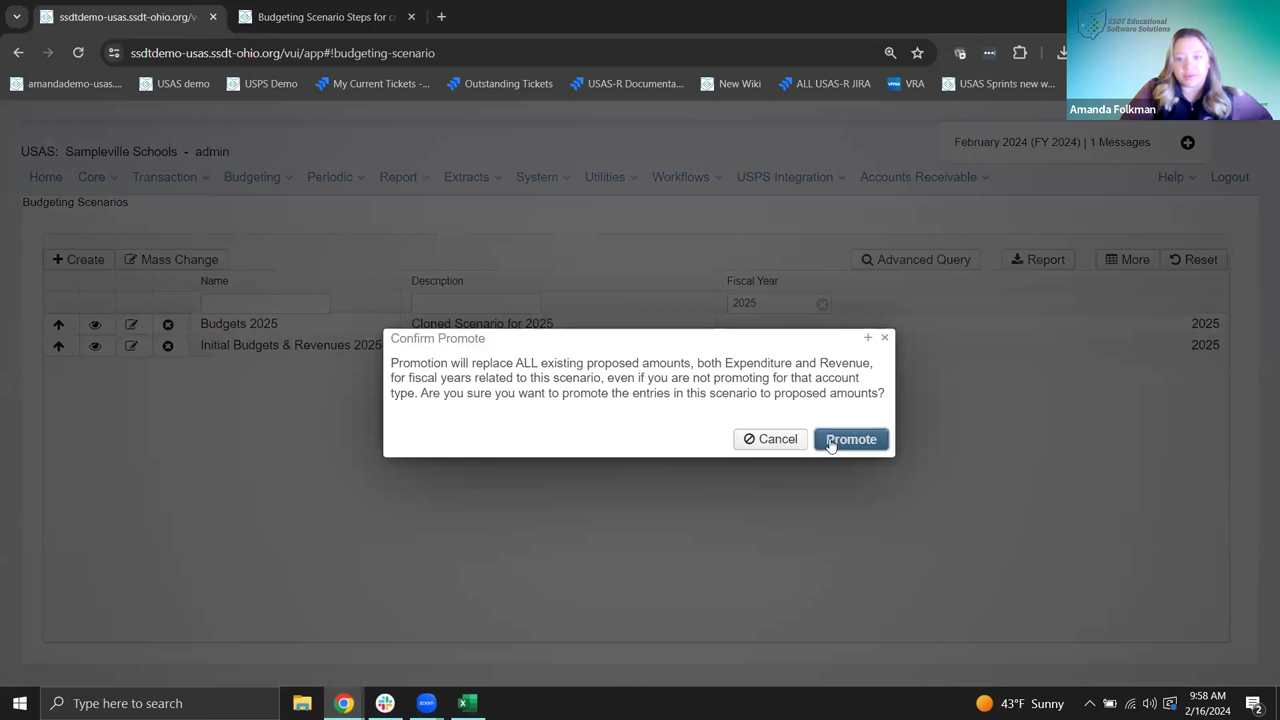 ssdtdemo-usas.ssdt-ohio.org/v
Budgeting Scenario Steps for c
ssdtdemo-usas.ssdt-ohio.org/vui/app#!budgeting-scenario
amandademo-usas....
USAS demo
USPS Demo
My Current Tickets -...
Outstanding Tickets
USAS-R Documenta...
New Wiki
ALL USAS-R JIRA
VRA
USAS Sprints new w...
SSDT Educational
Software Solutions
Amanda Folkman
USAS: Sampleville Schools - admin
February 2024 (FY 2024) | 1 Messages
Home Core Transaction Budgeting Periodic Report Extracts System Utilities Workflows USPS Integration Accounts Receivable Help Logout
Budgeting Scenarios
+ Create Mass Change Advanced Query Report More Reset
Name Description Fiscal Year
2025
Budgets 2025 Cloned Scenario for 2025 2025
Initial Budgets & Revenues 2025 2025
Confirm Promote
Promotion will replace ALL existing proposed amounts, both Expenditure and Revenue,
for fiscal years related to this scenario, even if you are not promoting for that account
type. Are you sure you want to promote the entries in this scenario to proposed amounts?
Cancel Promote
Type here to search
43°F Sunny
9:58 AM
2/16/2024
2